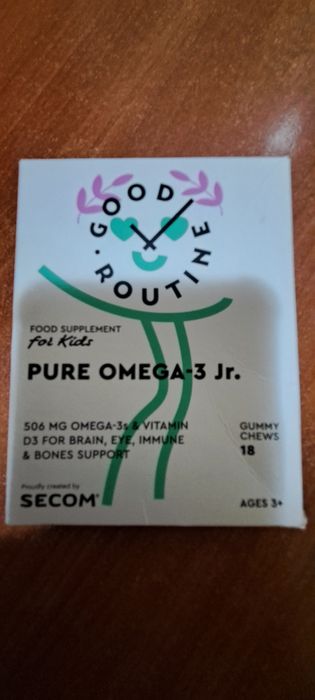 GOOD
· ROUTINE
FOOD SUPPLEMENT
for Kids
PURE OMEGA-3 Jr.
506 MG OMEGA-3s & VITAMIN
D3 FOR BRAIN, EYE, IMMUNE
& BONES SUPPORT
GUMMY
CHEWS
18
Proudly created by
SECOM®
AGES 3+